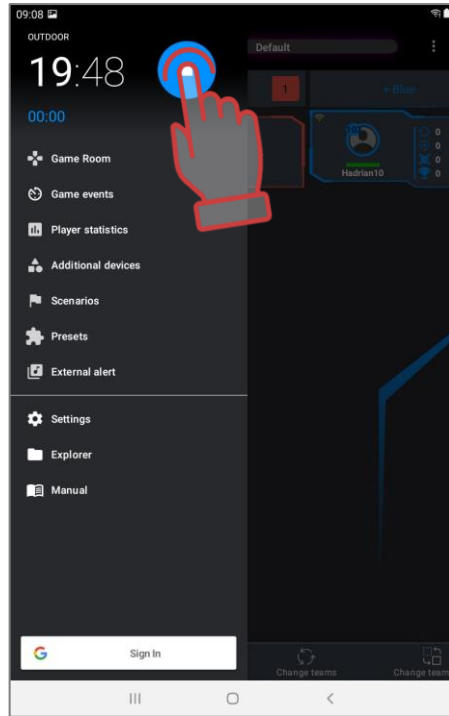 09:08
OUTDOOR
19:48
00:00
Default
1
+ Blue
Game Room
0
0
0
0
Hadrian10
Game events
Player statistics
Additional devices
Scenarios
Presets
External alert
Settings
Explorer
Manual
G
Sign In
Change teams
Change team